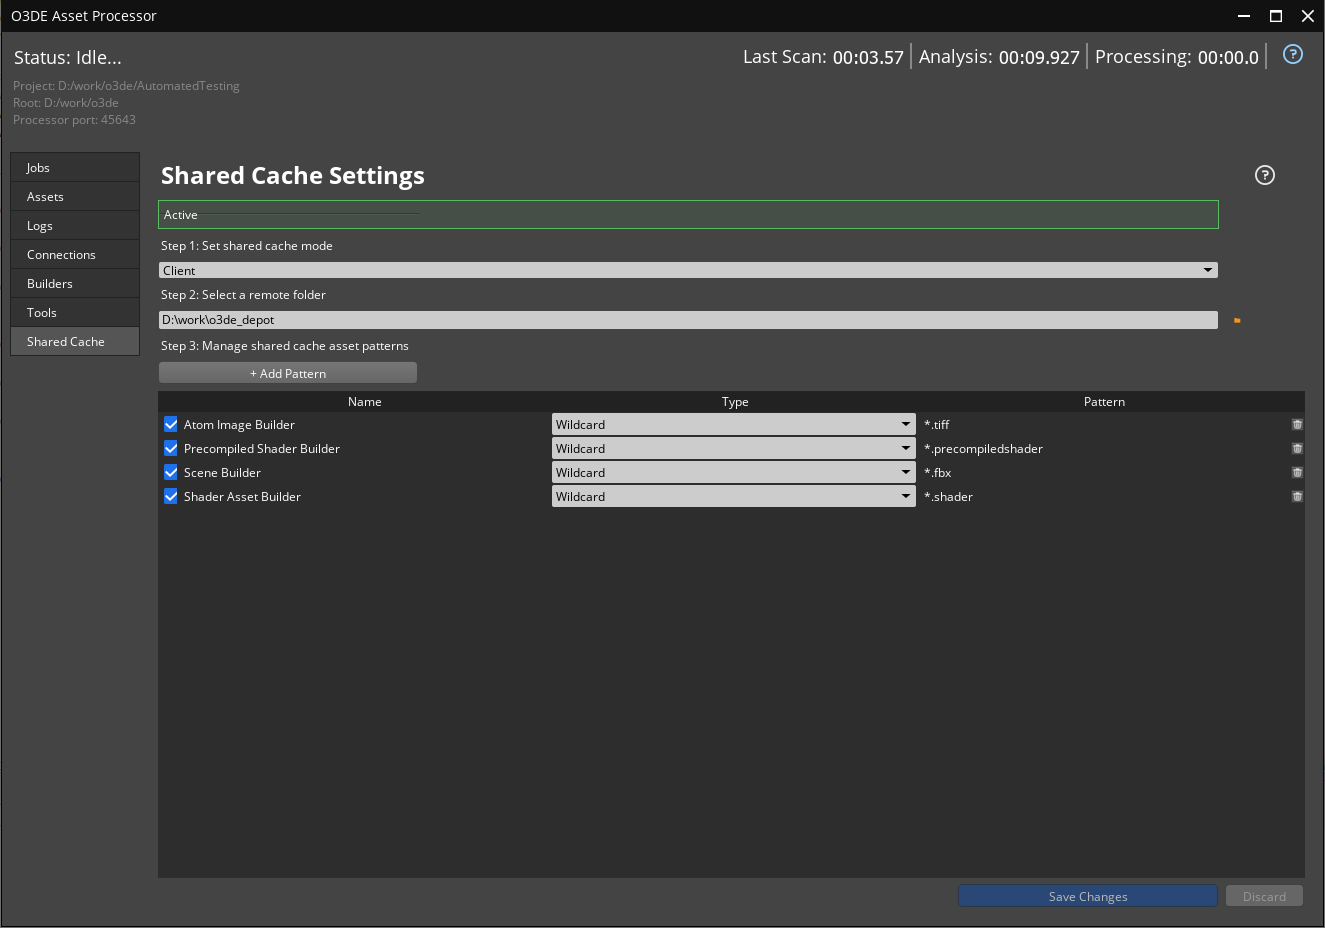 O3DE Asset Processor
Status: Idle...
Last Scan: 00:03.57 Analysis: 00:09.927 Processing: 00:00.0 ?
Project: D:/work/o3de/AutomatedTesting
Root: D:/work/o3de
Processor port: 45643
Jobs
Assets
Logs
Connections
Builders
Tools
Shared Cache
Shared Cache Settings ?
Active
Step 1: Set shared cache mode
Client
Step 2: Select a remote folder
D:\work\o3de_depot
Step 3: Manage shared cache asset patterns
+ Add Pattern
Name Type Pattern
Atom Image Builder Wildcard *.tiff
Precompiled Shader Builder Wildcard *.precompiledshader
Scene Builder Wildcard *.fbx
Shader Asset Builder Wildcard *.shader
Save Changes Discard